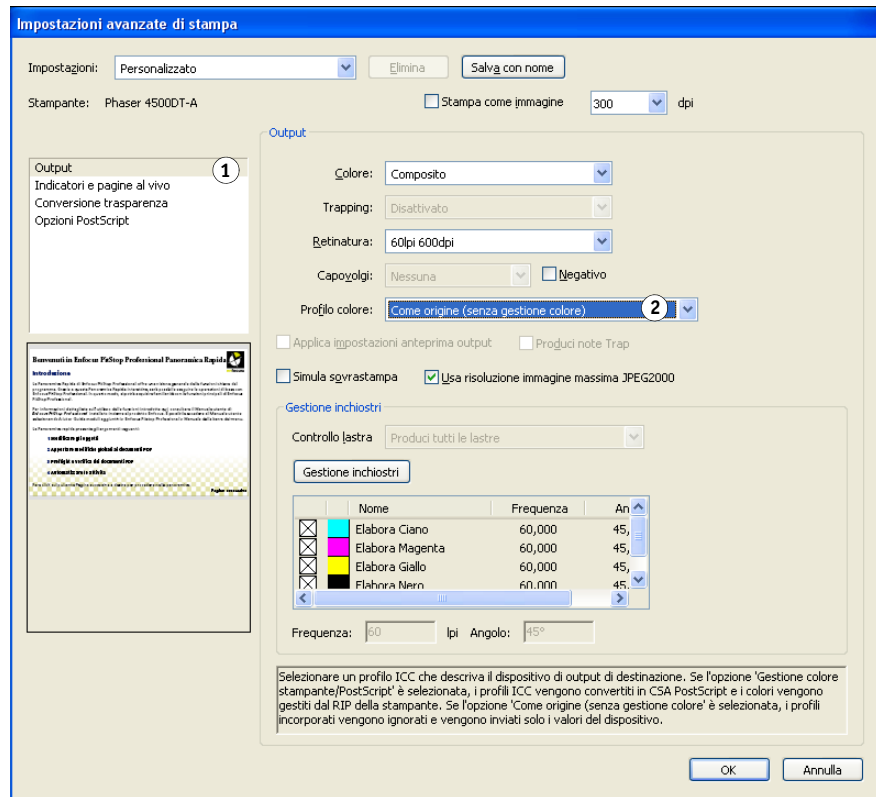 Impostazioni avanzate di stampa
Impostazioni: Personalizzato Elimina Salva con nome
Stampante: Phaser 4500DT-A Stampa come immagine 300 dpi
Output
Output 1
Indicatori e pagine al vivo
Conversione trasparenza
Opzioni PostScript
Colore: Composito
Trapping: Disattivato
Retinatura: 60lpi 600dpi
Capovolgi: Nessuna Negativo
Profilo colore: Come origine (senza gestione colore) 2
Applica impostazioni anteprima output Produci note Trap
Simula sovrastampa Usa risoluzione immagine massima JPEG2000
Benvenuti in Enfocus PitStop Professional Panoramica Rapida
Introduzione
Gestione inchiostri
Controllo lastra Produci tutte le lastre
Gestione inchiostri
Nome Frequenza An
Elabora Ciano 60,000 45,
Elabora Magenta 60,000 45,
Elabora Giallo 60,000 45,
Elabora Nero 60,000 45,
Frequenza: 60 lpi Angolo: 45°
Selezionare un profilo ICC che descriva il dispositivo di output di destinazione. Se l'opzione 'Gestione colore
stampante/PostScript' è selezionata, i profili ICC vengono convertiti in CSA PostScript e i colori vengono
gestiti dal RIP della stampante. Se l'opzione 'Come origine (senza gestione colore' è selezionata, i profili
incorporati vengono ignorati e vengono inviati solo i valori del dispositivo.
OK Annulla